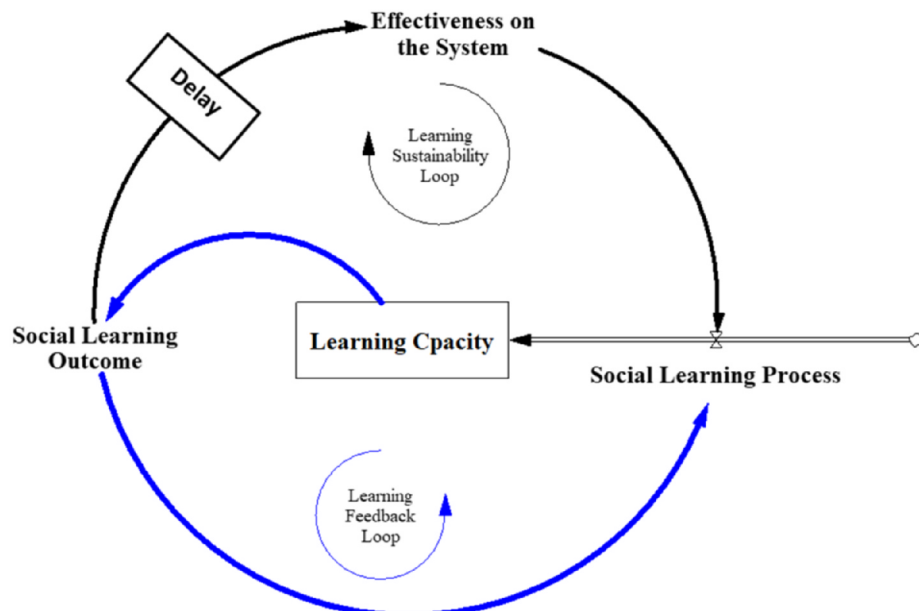 Effectiveness on
the System
Delay
Learning
Sustainability
Loop
Social Learning
Outcome
Learning Cpacity
Social Learning Process
Learning
Feedback
Loop